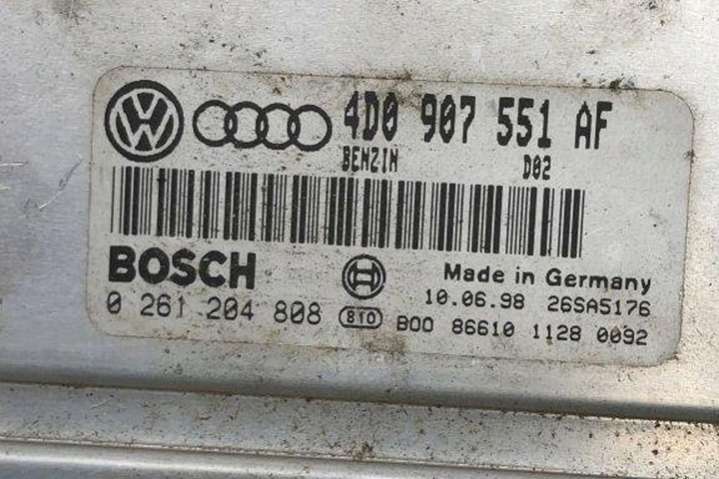 4D0 907 551 AF
BENZIN D02
BOSCH
Made in Germany
10.06.98 26SA5176
0 261 204 808 810 B00 86610 1128 0092